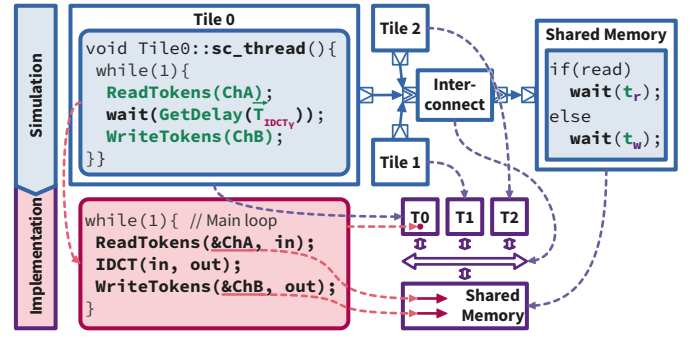 Simulation
Implementation
Tile 0
void Tile0::sc_thread(){
while(1){
ReadTokens(ChA);
wait(GetDelay(T⃗IDCTY));
WriteTokens(ChB);
}}
Tile 2
Inter-
connect
Tile 1
Shared Memory
if(read)
wait(tr);
else
wait(tw);
while(1){ // Main loop
ReadTokens(&ChA, in);
IDCT(in, out);
WriteTokens(&ChB, out);
}
T0
T1
T2
Shared
Memory